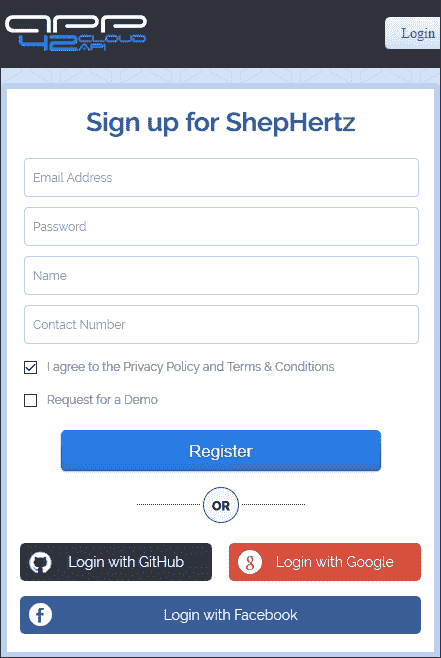 app
42 CLOUD
API
Login
Sign up for ShepHertz
Email Address
Password
Name
Contact Number
I agree to the Privacy Policy and Terms & Conditions
Request for a Demo
Register
OR
Login with GitHub
g Login with Google
f Login with Facebook